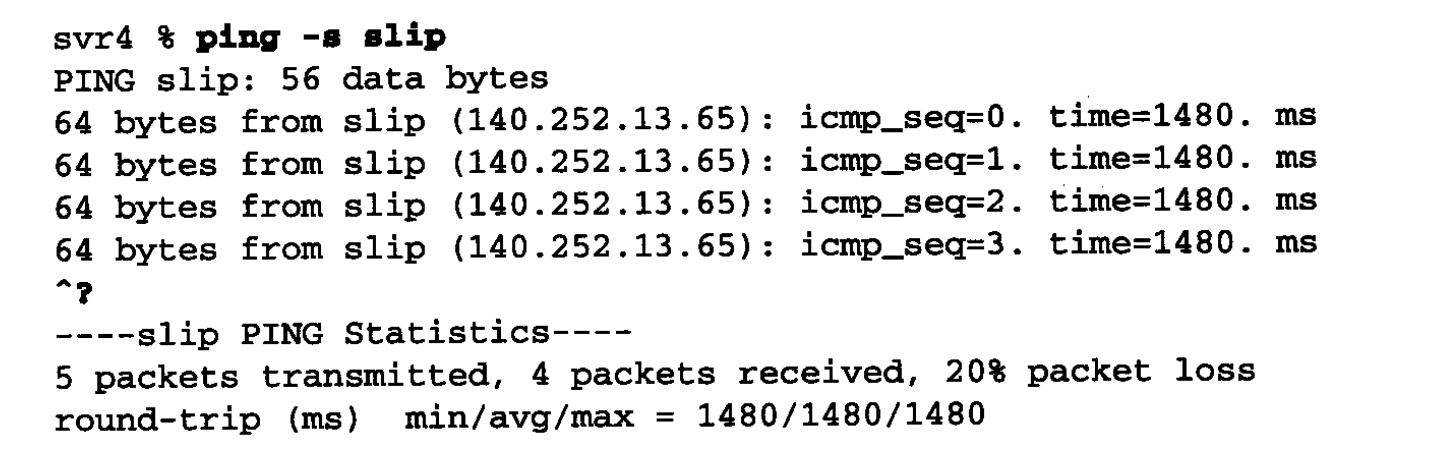 svr4 % ping -s slip
PING slip: 56 data bytes
64 bytes from slip (140.252.13.65): icmp_seq=0. time=1480. ms
64 bytes from slip (140.252.13.65): icmp_seq=1. time=1480. ms
64 bytes from slip (140.252.13.65): icmp_seq=2. time=1480. ms
64 bytes from slip (140.252.13.65): icmp_seq=3. time=1480. ms
^?
----slip PING Statistics----
5 packets transmitted, 4 packets received, 20% packet loss
round-trip (ms)  min/avg/max = 1480/1480/1480